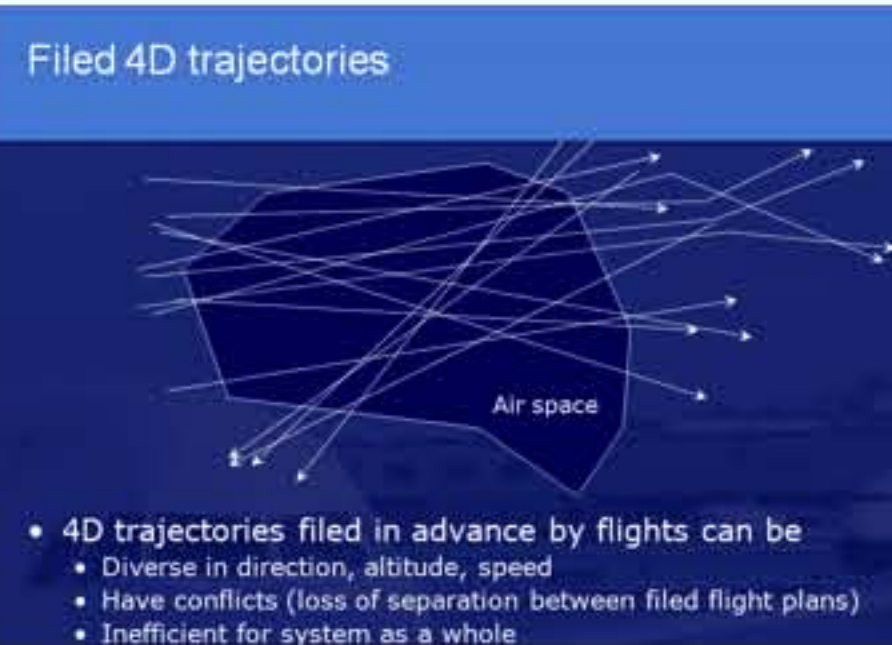 Filed 4D trajectories
Air space
• 4D trajectories filed in advance by flights can be
• Diverse in direction, altitude, speed
• Have conflicts (loss of separation between filed flight plans)
• Inefficient for system as a whole